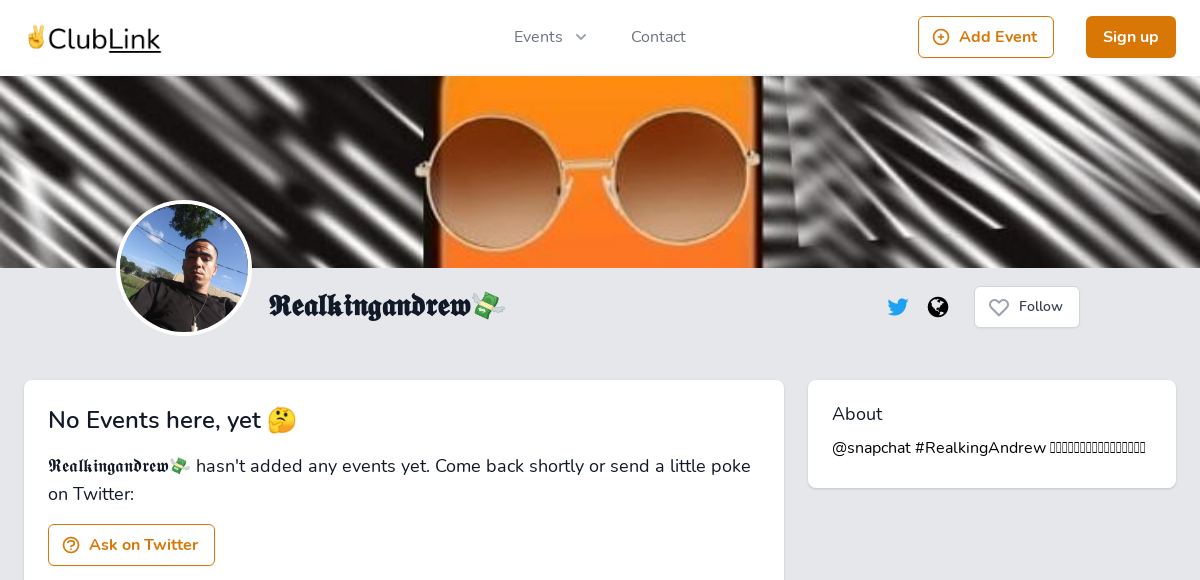 ✌ClubLink
Events
Contact
Add Event
Sign up
𝕽𝖊𝖆𝖑𝖐𝖎𝖓𝖌𝖆𝖓𝖉𝖗𝖊𝖜💸
Follow
No Events here, yet 🤔
𝕽𝖊𝖆𝖑𝖐𝖎𝖓𝖌𝖆𝖓𝖉𝖗𝖊𝖜💸 hasn't added any events yet. Come back shortly or send a little poke
on Twitter:
Ask on Twitter
About
@snapchat #RealkingAndrew